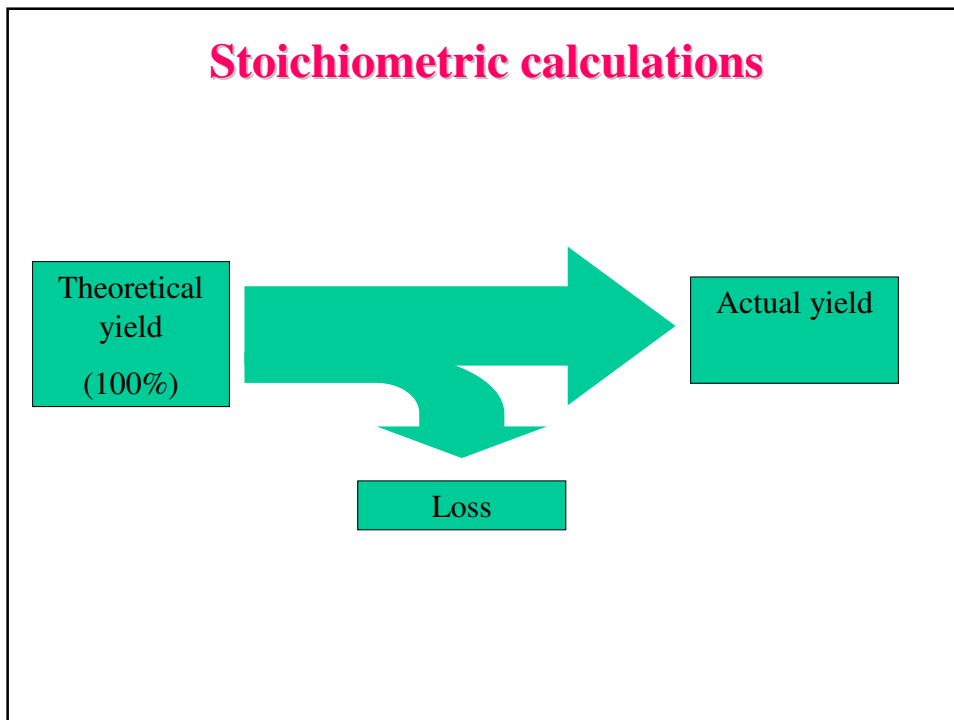 Stoichiometric calculations
Theoretical
yield
(100%)
Actual yield
Loss